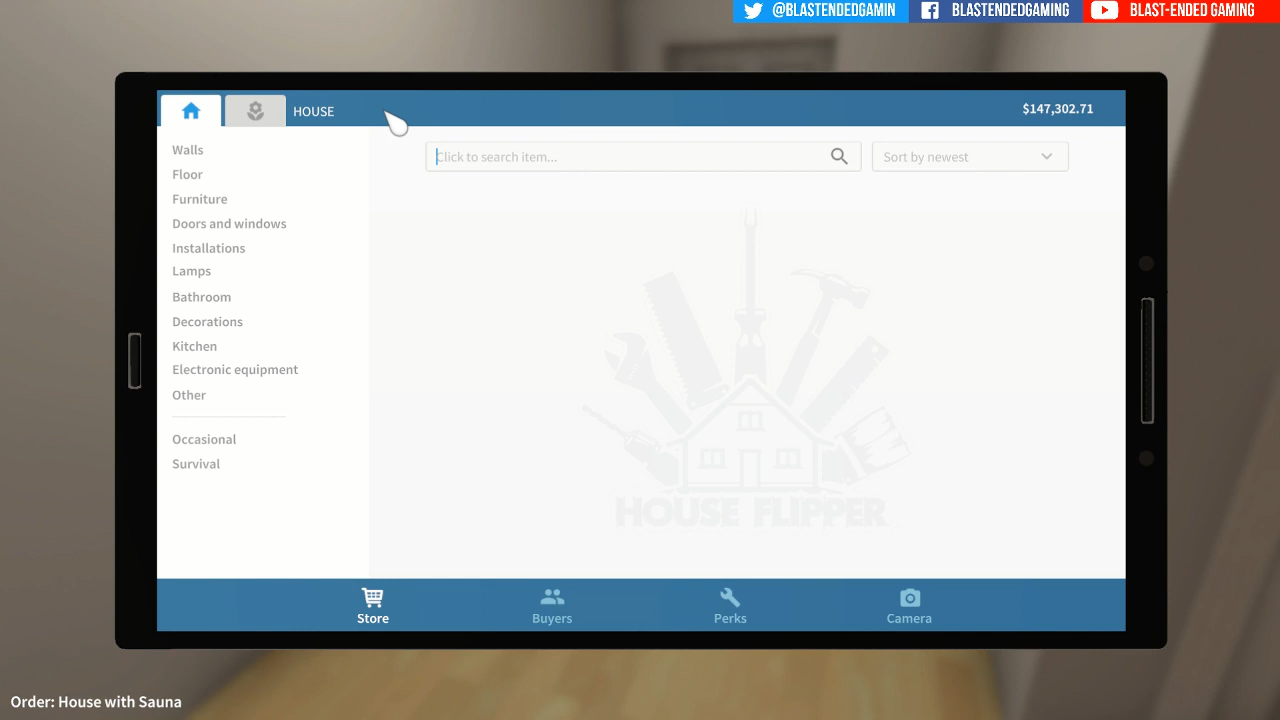 @BLASTENDEDGAMIN
BLASTENDEDGAMING
BLAST-ENDED GAMING
HOUSE
$147,302.71
Click to search item...
Sort by newest
Walls
Floor
Furniture
Doors and windows
Installations
Lamps
Bathroom
Decorations
Kitchen
Electronic equipment
Other
Occasional
Survival
HOUSE FLIPPER
Store
Buyers
Perks
Camera
Order: House with Sauna